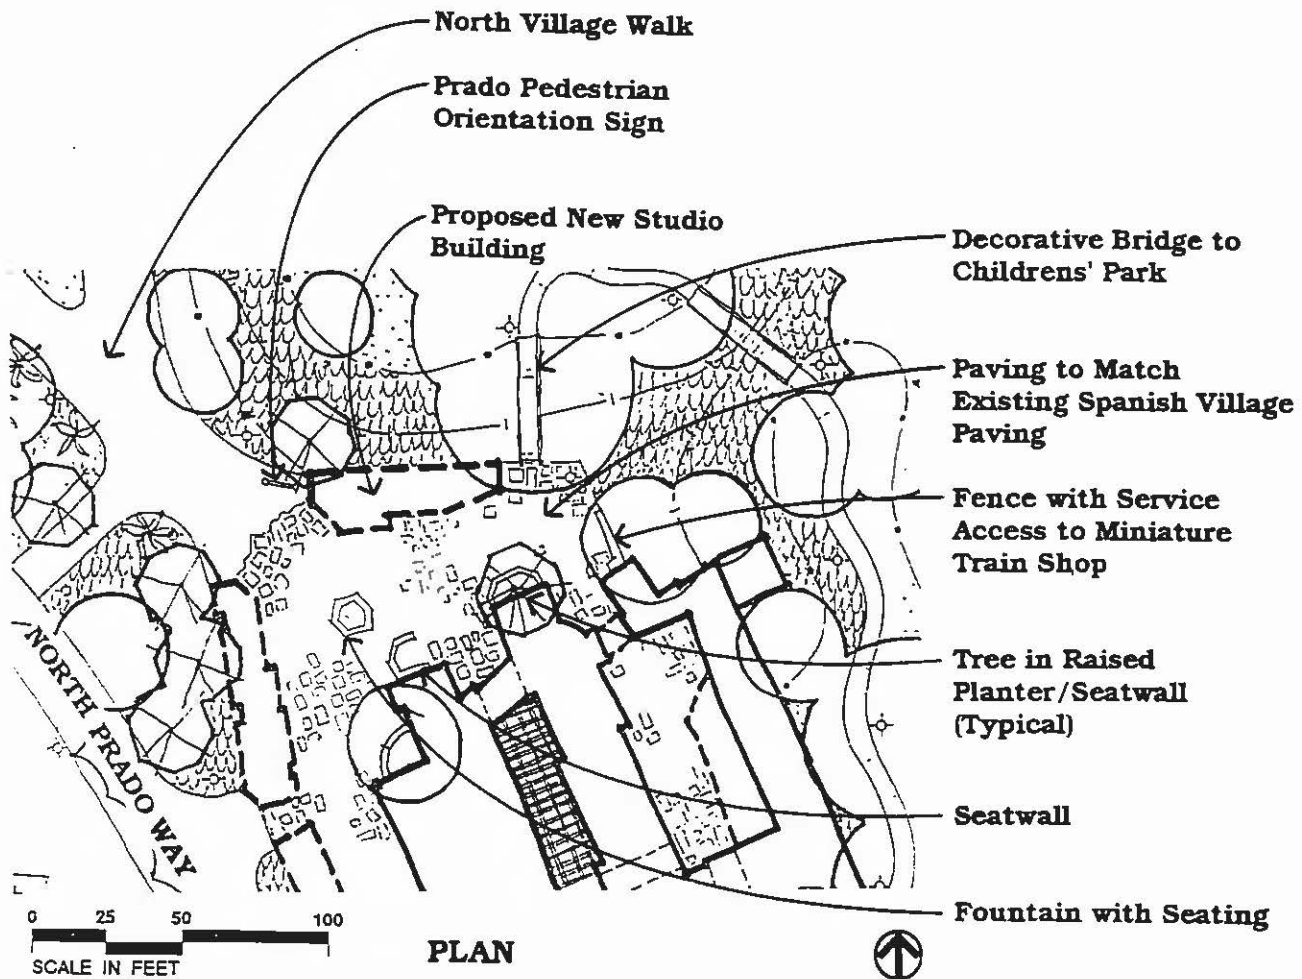 North Village Walk
Prado Pedestrian
Orientation Sign
Proposed New Studio
Building
Decorative Bridge to
Childrens' Park
Paving to Match
Existing Spanish Village
Paving
Fence with Service
Access to Miniature
Train Shop
Tree in Raised
Planter/Seatwall
(Typical)
Seatwall
Fountain with Seating
NORTH PRADO WAY
0 25 50 100
SCALE IN FEET
PLAN